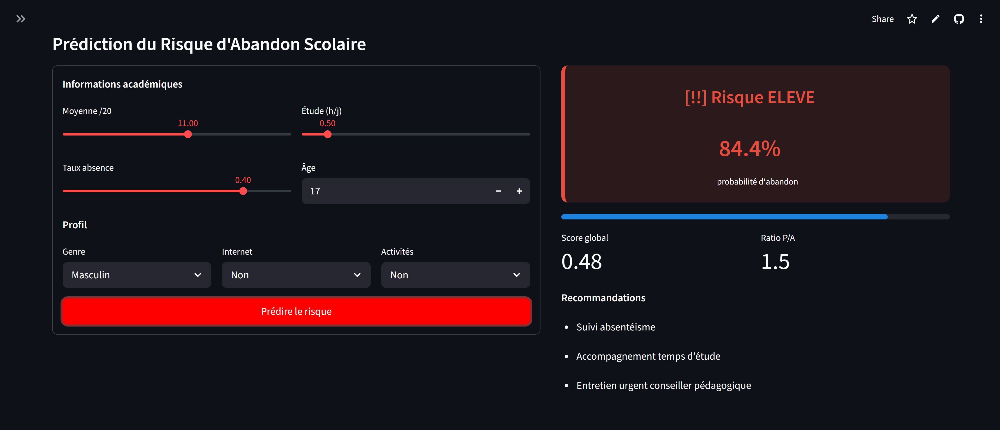 Share
Prédiction du Risque d'Abandon Scolaire
Informations académiques
Moyenne /20
11.00
Étude (h/j)
0.50
Taux absence
0.40
Âge
17
Profil
Genre
Masculin
Internet
Non
Activités
Non
Prédire le risque
[!!] Risque ELEVE
84.4%
probabilité d'abandon
Score global
0.48
Ratio P/A
1.5
Recommandations
Suivi absentéisme
Accompagnement temps d'étude
Entretien urgent conseiller pédagogique